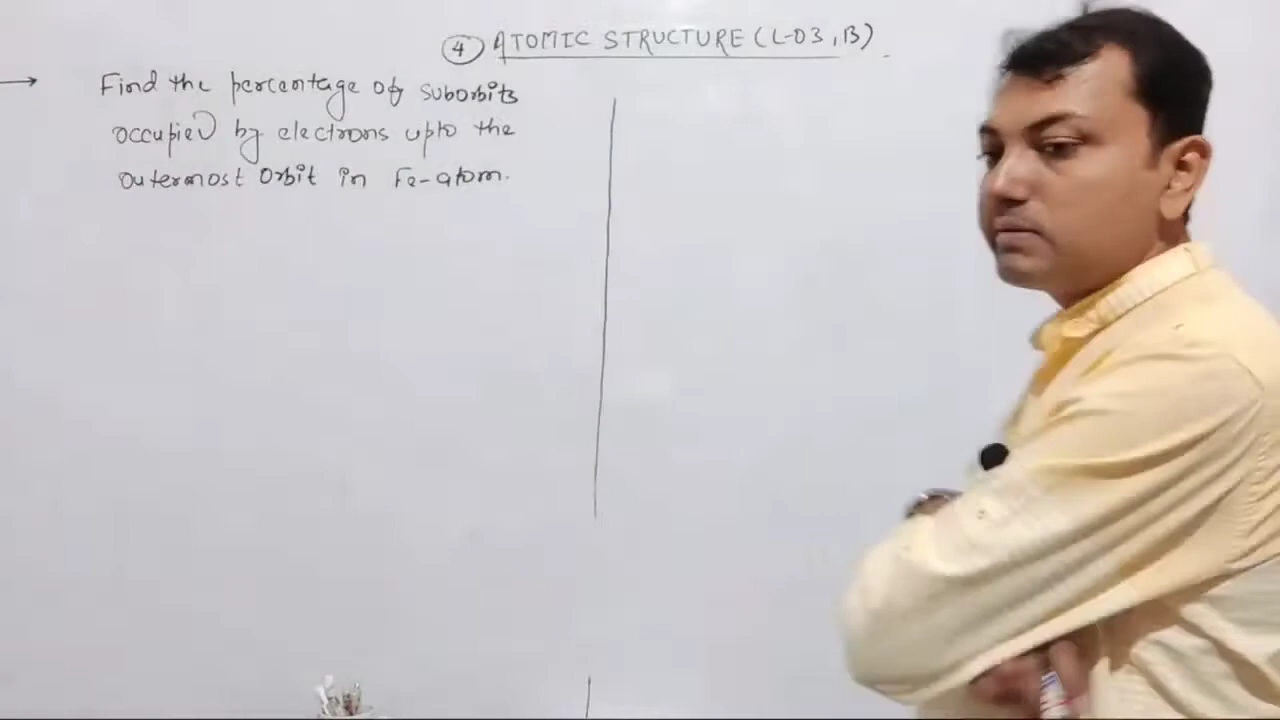 ④ ATOMIC STRUCTURE (L-03, B)
→ Find the percentage of suborbits
occupied by electrons upto the
outermost orbit in Fe-atom.